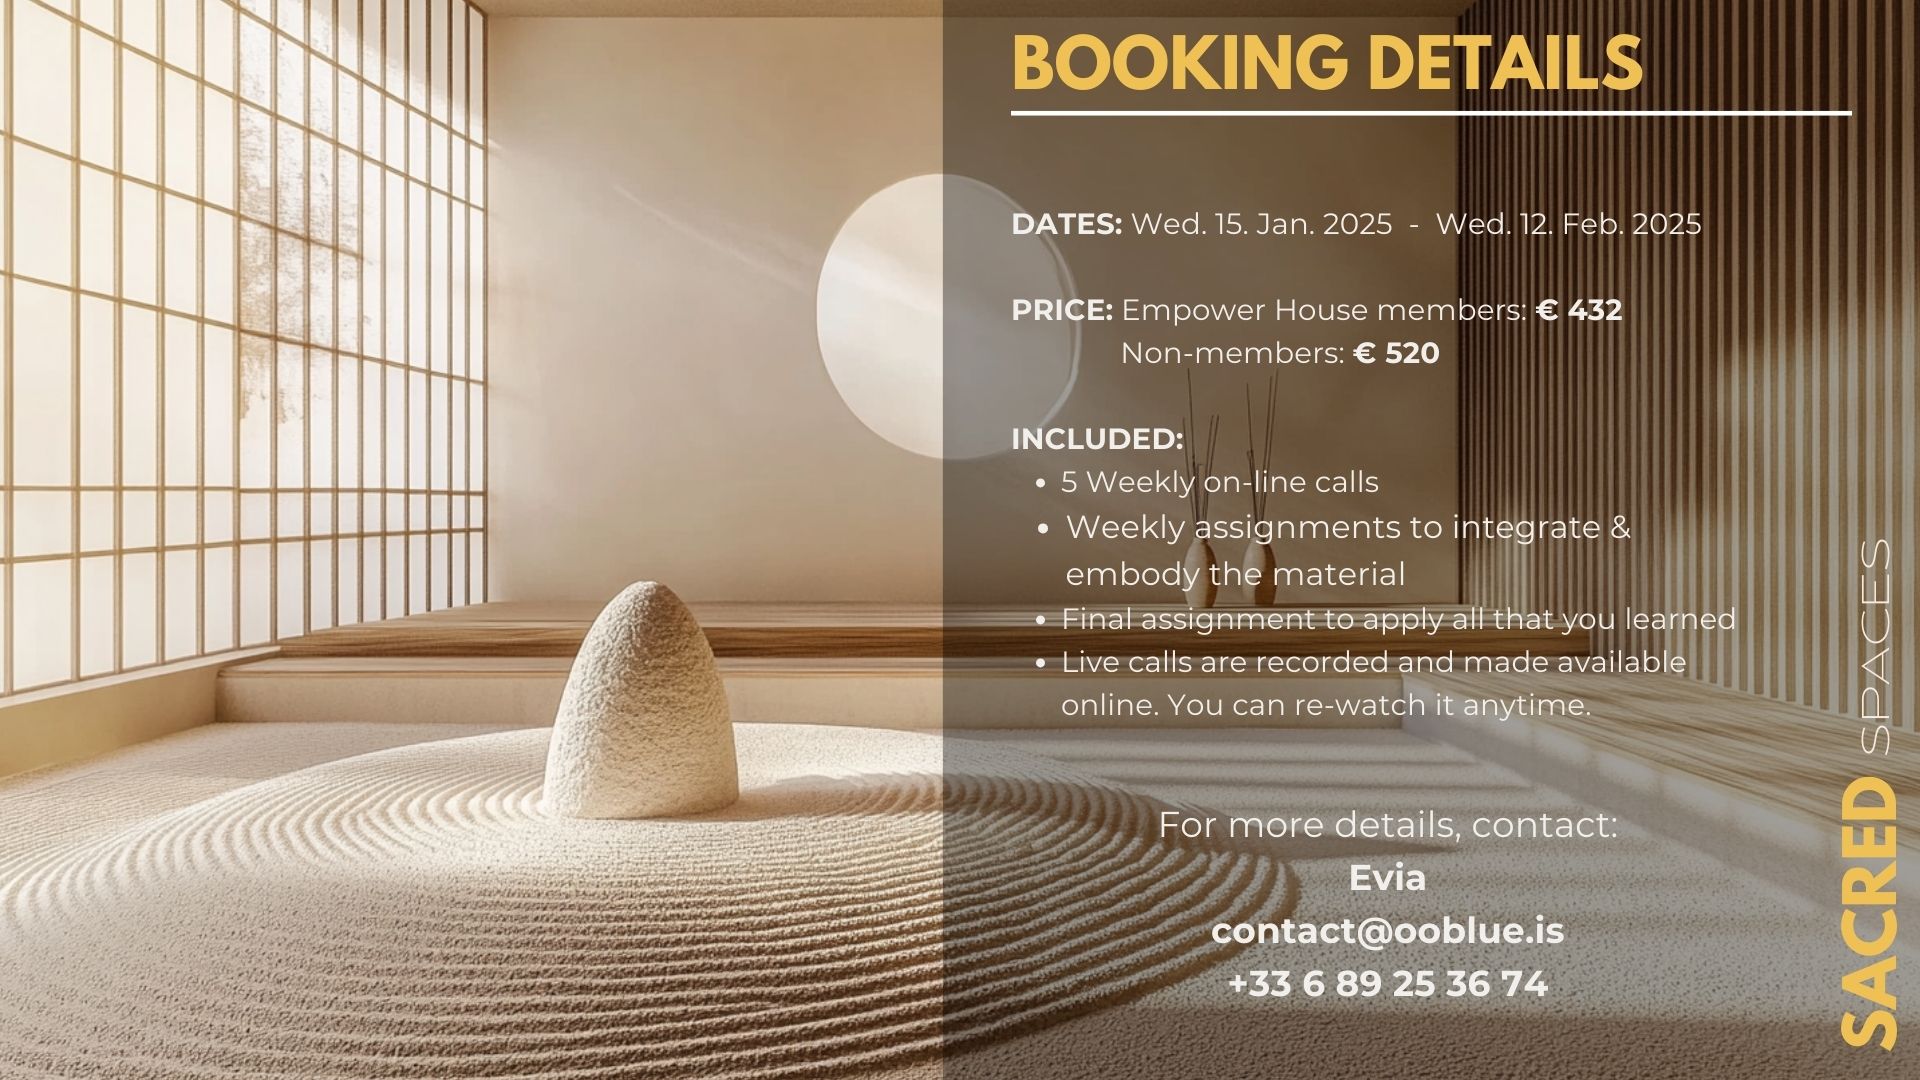 BOOKING DETAILS
DATES: Wed. 15. Jan. 2025 - Wed. 12. Feb. 2025
PRICE: Empower House members: € 432
Non-members: € 520
INCLUDED:
• 5 Weekly on-line calls
• Weekly assignments to integrate &
embody the material
• Final assignment to apply all that you learned
• Live calls are recorded and made available
online. You can re-watch it anytime.
For more details, contact:
Evia
contact@ooblue.is
+33 6 89 25 36 74
SACRED SPACES